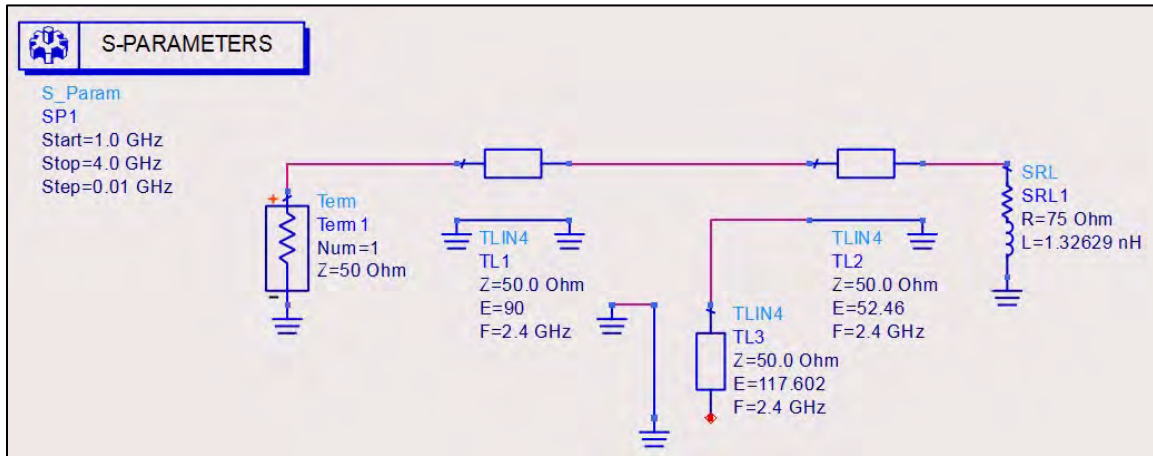 S-PARAMETERS
S_Param
SP1
Start=1.0 GHz
Stop=4.0 GHz
Step=0.01 GHz
+
Term
Term1
Num=1
Z=50 Ohm
-
TLIN4
TL1
Z=50.0 Ohm
E=90
F=2.4 GHz
TLIN4
TL3
Z=50.0 Ohm
E=117.602
F=2.4 GHz
TLIN4
TL2
Z=50.0 Ohm
E=52.46
F=2.4 GHz
SRL
SRL1
R=75 Ohm
L=1.32629 nH